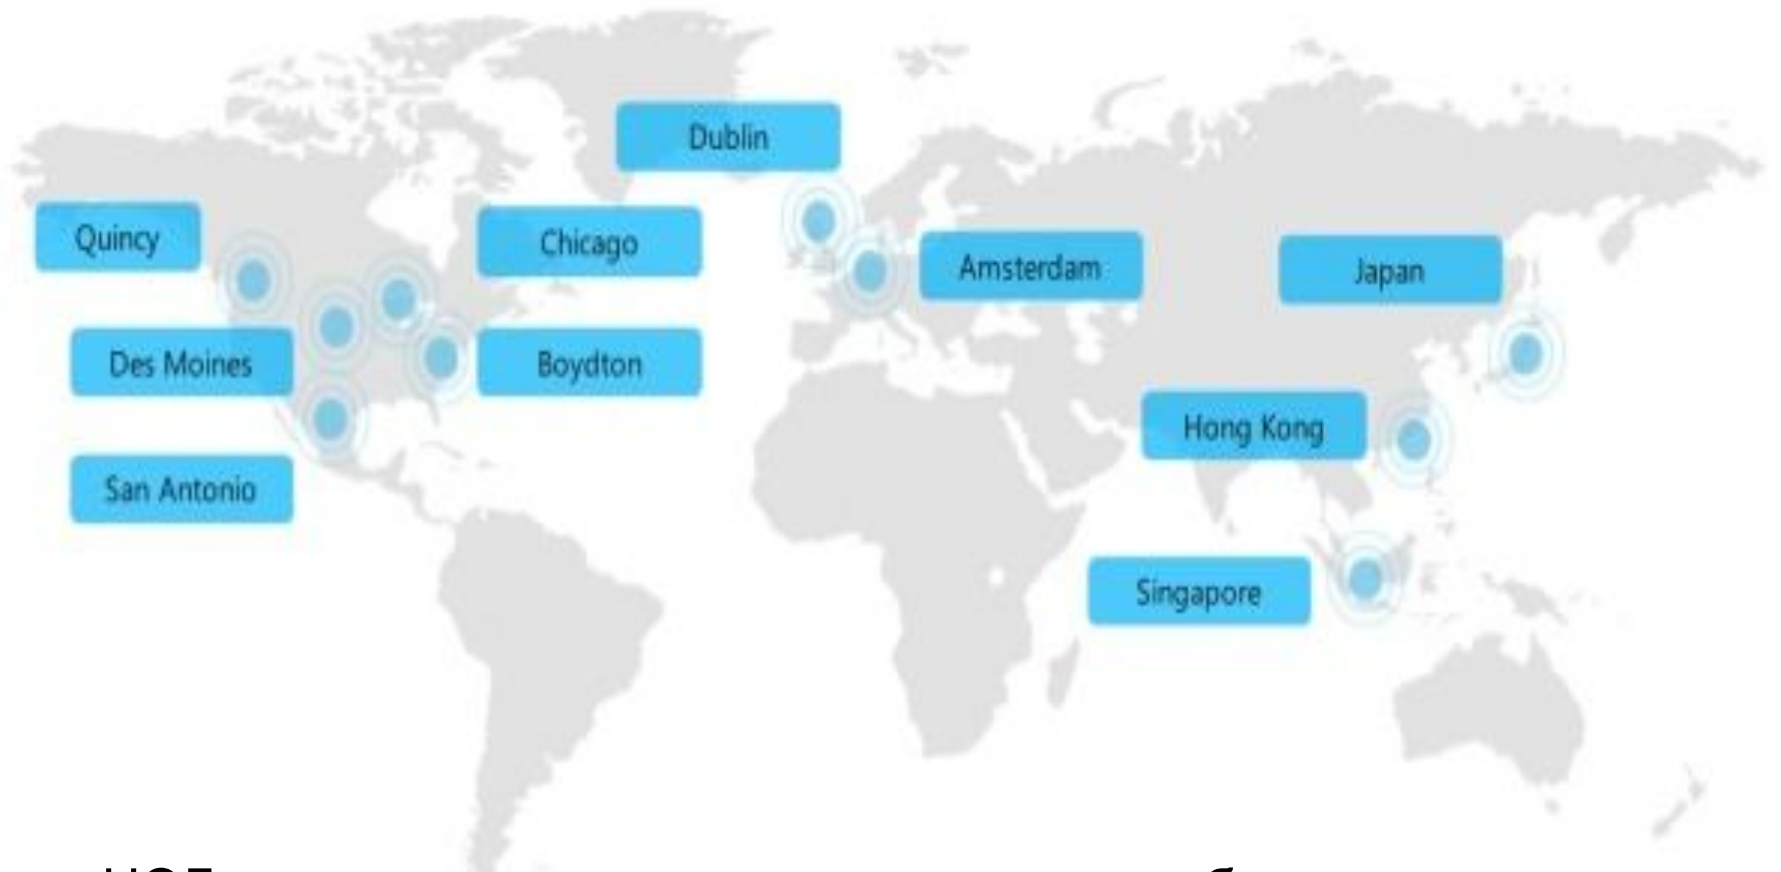 Dublin
Quincy
Chicago
Amsterdam
Japan
Des Moines
Boydton
Hong Kong
San Antonio
Singapore